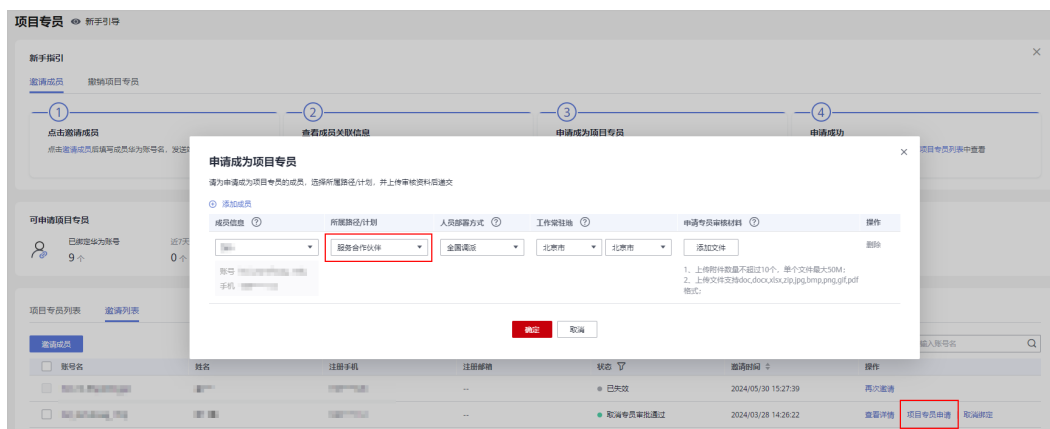 项目专员 新手引导
新手指引
邀请成员 撤销项目专员
1 2 3 4
点击邀请成员 查看成员关联信息 申请成为项目专员 申请成功
点击邀请成员后填写成员华为账号名，发送 项目专员列表中查看
申请成为项目专员
请为申请成为项目专员的成员，选择所属路径/计划，并上传审核资料后递交
添加成员
成员信息 所属路径/计划 人员部署方式 工作常驻地 申请专员审核材料 操作
服务合作伙伴 全国调派 北京市 北京市 添加文件 删除
账号
手机
1、上传附件数量不超过10个，单个文件最大50M；
2、上传文件支持doc,docx,xlsx,zip,jpg,bmp,png,gif,pdf
格式；
确定 取消
可申请项目专员
已绑定华为账号 近7天
9个 0个
项目专员列表 邀请列表
邀请成员 输入账号名
账号名 姓名 注册手机 注册邮箱 状态 邀请时间 操作
-- 已失效 2024/05/30 15:27:39 再次邀请
-- 取消专员审批通过 2024/03/28 14:26:22 查看详情 项目专员申请 取消绑定